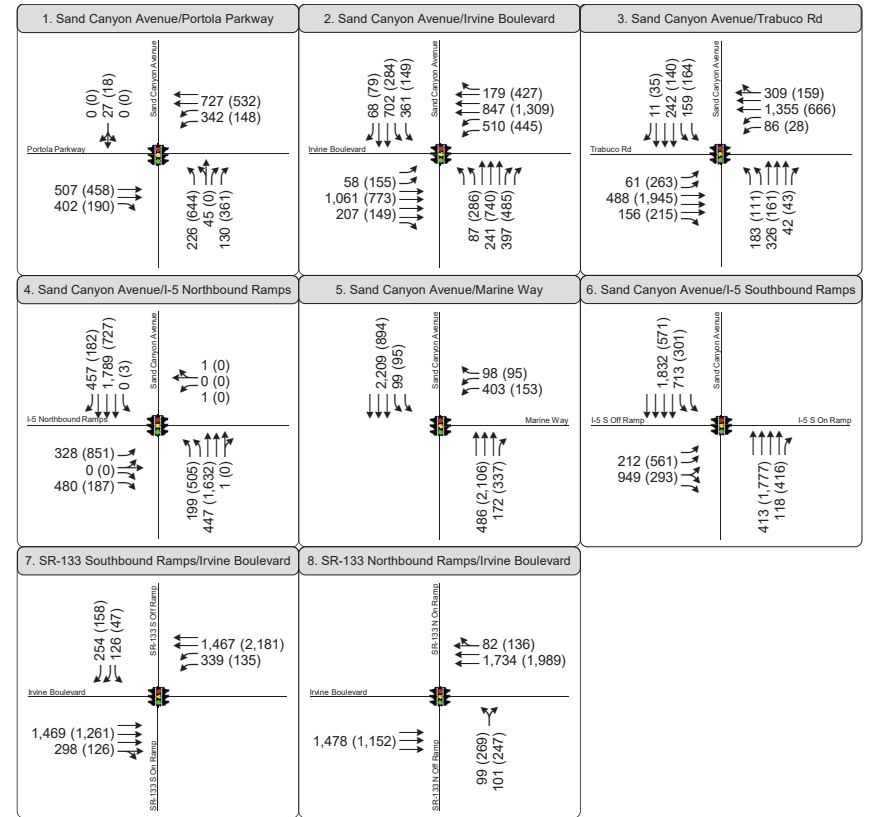 1. Sand Canyon Avenue/Portola Parkway
0 (0)
27 (18)
0 (0)
Sand Canyon Avenue
727 (532)
342 (148)
Portola Parkway
507 (458)
402 (190)
226 (644)
45 (0)
130 (361)
2. Sand Canyon Avenue/Irvine Boulevard
68 (79)
702 (284)
361 (149)
Sand Canyon Avenue
179 (427)
847 (1,309)
510 (445)
Irvine Boulevard
58 (155)
1,061 (773)
207 (149)
87 (286)
241 (740)
397 (485)
3. Sand Canyon Avenue/Trabuco Rd
11 (35)
242 (140)
159 (164)
Sand Canyon Avenue
309 (159)
1,355 (666)
86 (28)
Trabuco Rd
61 (263)
488 (1,945)
156 (215)
183 (111)
326 (161)
42 (43)
4. Sand Canyon Avenue/I-5 Northbound Ramps
457 (182)
1,789 (727)
0 (3)
Sand Canyon Avenue
1 (0)
0 (0)
1 (0)
I-5 Northbound Ramps
328 (851)
0 (0)
480 (187)
199 (505)
447 (1,632)
1 (0)
5. Sand Canyon Avenue/Marine Way
2,209 (894)
99 (95)
Sand Canyon Avenue
98 (95)
403 (153)
Marine Way
486 (2,106)
172 (337)
6. Sand Canyon Avenue/I-5 Southbound Ramps
1,832 (571)
713 (301)
Sand Canyon Avenue
I-5 S Off Ramp
I-5 S On Ramp
212 (561)
949 (293)
413 (1,777)
118 (416)
7. SR-133 Southbound Ramps/Irvine Boulevard
254 (158)
126 (47)
SR-133 S Off Ramp
1,467 (2,181)
339 (135)
Irvine Boulevard
1,469 (1,261)
298 (126)
SR-133 S On Ramp
8. SR-133 Northbound Ramps/Irvine Boulevard
SR-133 N On Ramp
82 (136)
1,734 (1,989)
Irvine Boulevard
1,478 (1,152)
SR-133 N Off Ramp
99 (269)
101 (247)